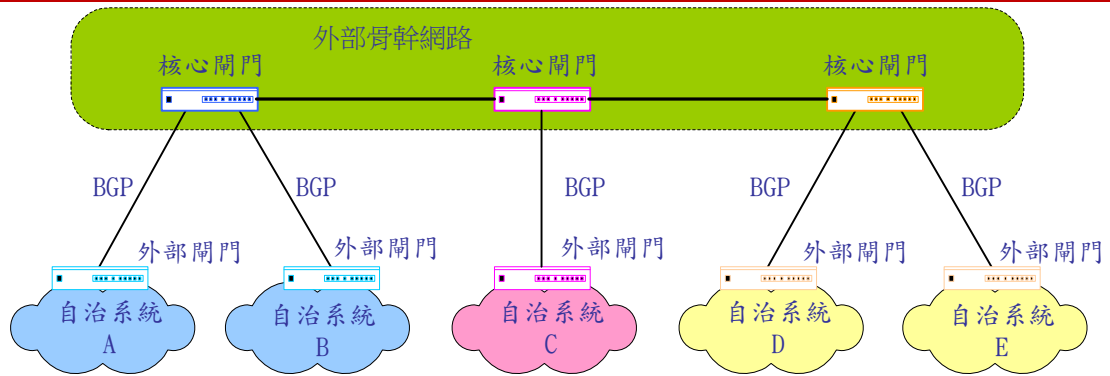 外部骨幹網路
核心閘門 核心閘門 核心閘門
BGP BGP BGP BGP BGP
外部閘門 外部閘門 外部閘門 外部閘門 外部閘門
自治系統 自治系統 自治系統 自治系統 自治系統
A B C D E